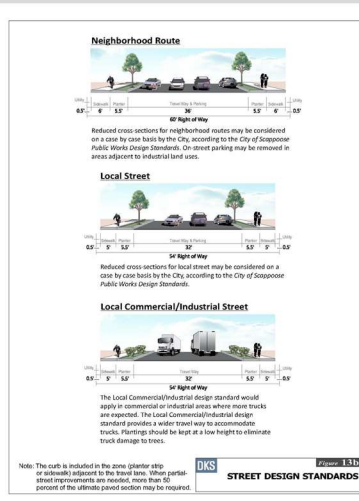 Neighborhood Route
Utility Sidewalk Planter Travel Way & Parking Planter Sidewalk Utility
0.5' 6' 5.5' 36' 5.5' 6' 0.5'
60' Right of Way
Reduced cross-sections for neighborhood routes may be considered
on a case by case basis by the City, according to the City of Scappoose
Public Works Design Standards. On-street parking may be removed in
areas adjacent to industrial land uses.
Local Street
Utility Sidewalk Planter Travel Way & Parking Planter Sidewalk Utility
0.5' 5' 5.5' 32' 5.5' 5' 0.5'
54' Right of Way
Reduced cross-sections for local street may be considered on a
case by case basis by the City, according to the City of Scappoose
Public Works Design Standards.
Local Commercial/Industrial Street
Utility Sidewalk Planter Travel Way Planter Sidewalk Utility
0.5' 5' 5.5' 32' 5.5' 5' 0.5'
54' Right of Way
The Local Commercial/Industrial design standard would
apply in commercial or industrial areas where more trucks
are expected. The Local Commercial/Industrial design
standard provides a wider travel way to accommodate
trucks. Plantings should be kept at a low height to eliminate
truck damage to trees.
Note: The curb is included in the zone (planter strip
or sidewalk) adjacent to the travel lane. When partial-
street improvements are needed, more than 50
percent of the ultimate paved section may be required.
DKS
Figure 13b
STREET DESIGN STANDARDS